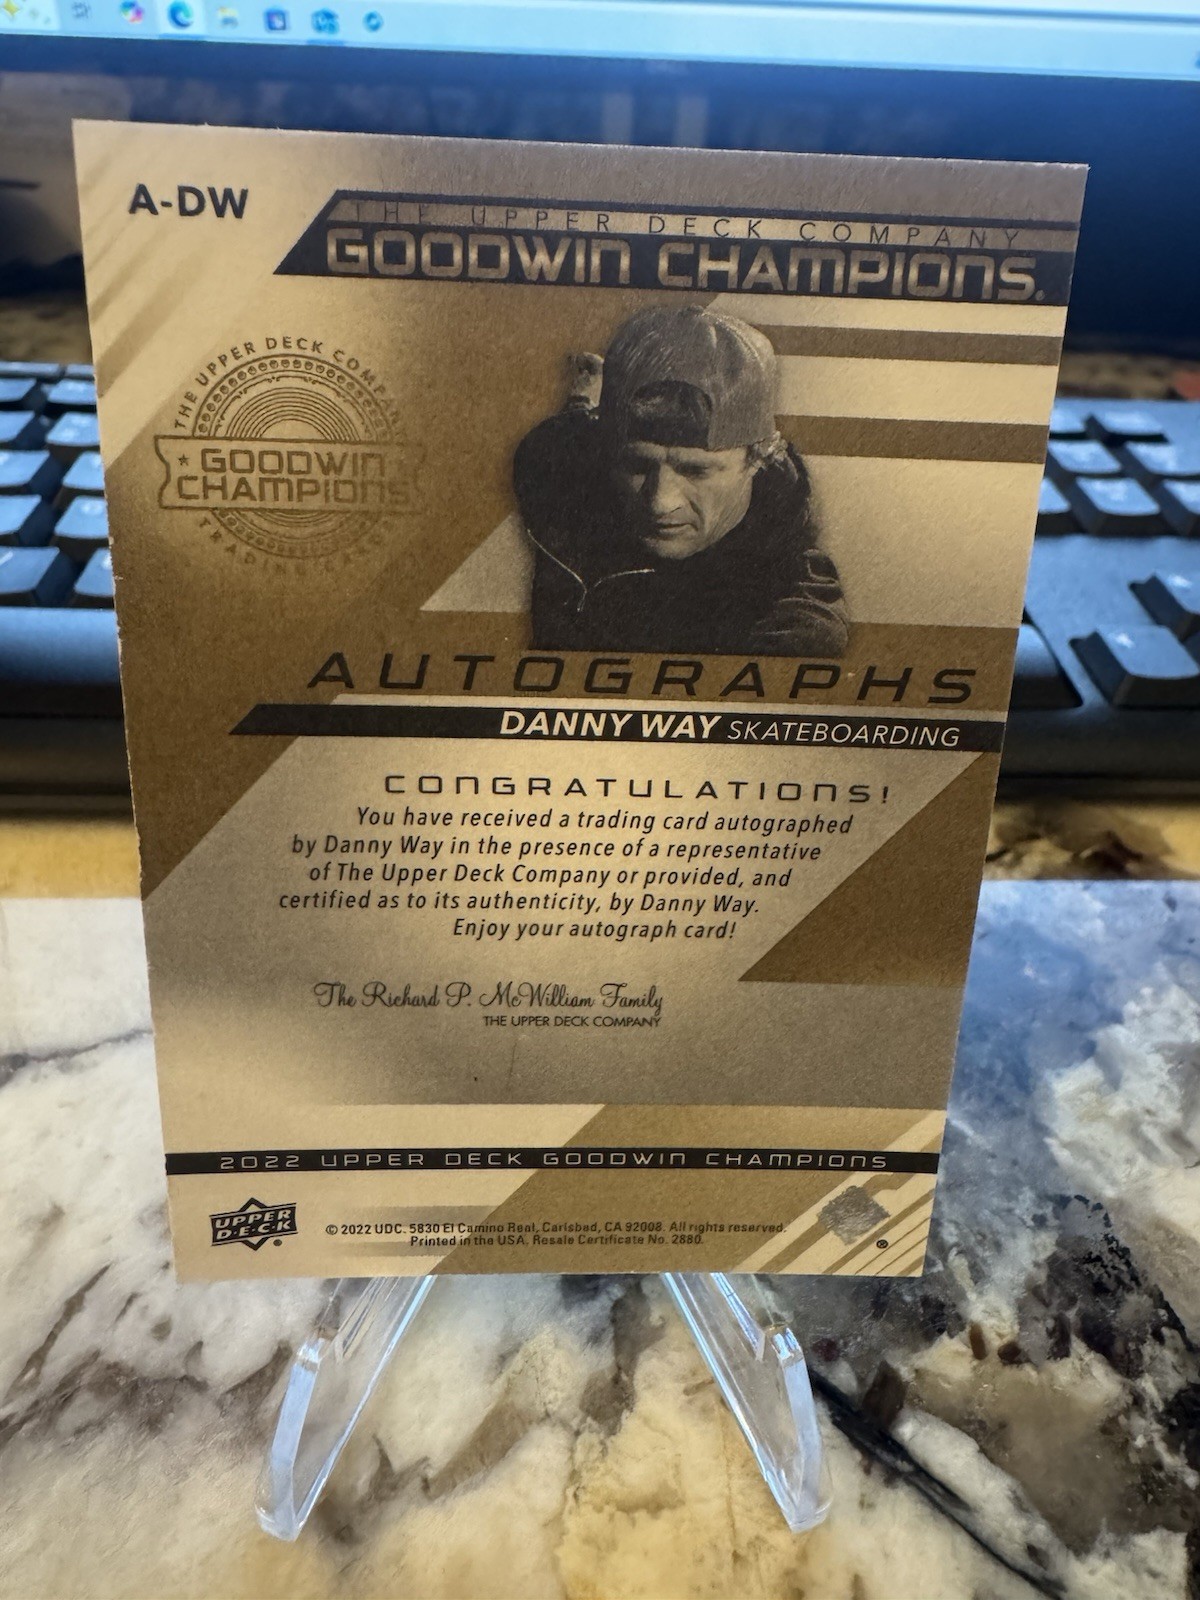 A-DW
THE UPPER DECK COMPANY
GOODWIN CHAMPIONS.
THE UPPER DECK COMPANY
★ GOODWIN
CHAMPIONS
TRADING CARDS
AUTOGRAPHS
DANNY WAY SKATEBOARDING
CONGRATULATIONS!
You have received a trading card autographed
by Danny Way in the presence of a representative
of The Upper Deck Company or provided, and
certified as to its authenticity, by Danny Way.
Enjoy your autograph card!
The Richard P. McWilliam Family
THE UPPER DECK COMPANY
2022 UPPER DECK GOODWIN CHAMPIONS
UPPER
D·E·C·K
© 2022 UDC. 5830 El Camino Real, Carlsbad, CA 92008. All rights reserved.
Printed in the USA. Resale Certificate No. 2880.